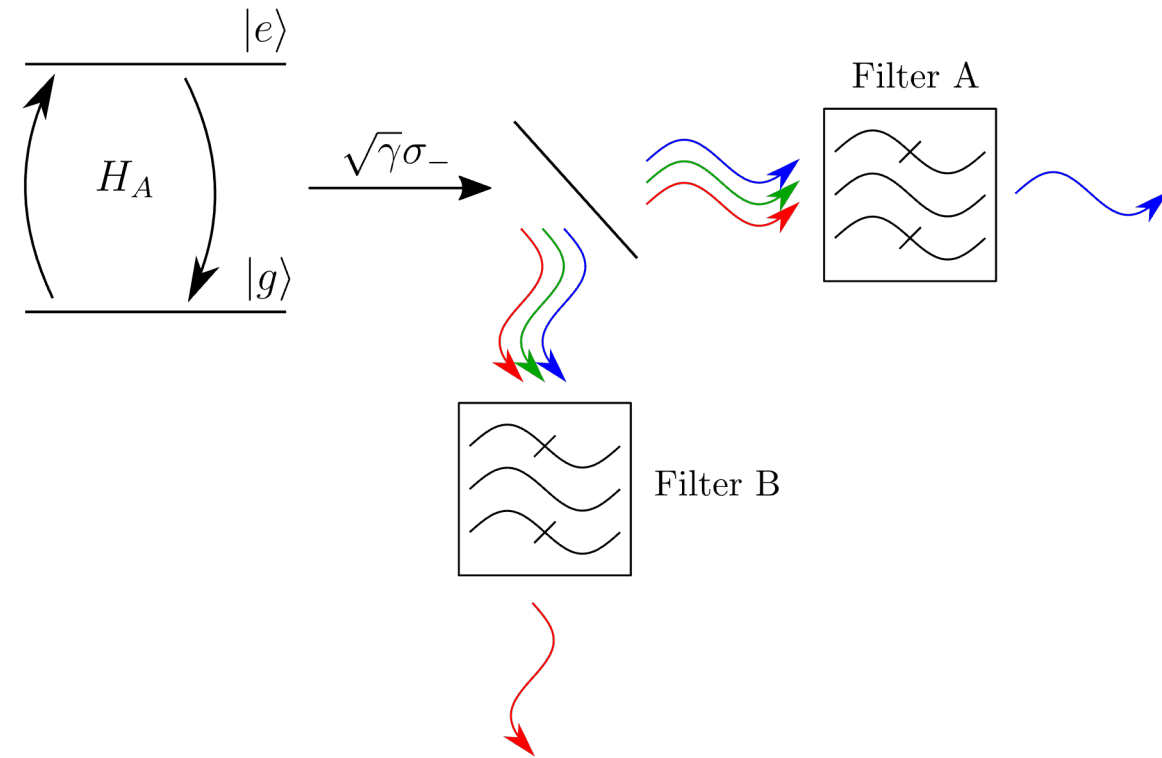 |e⟩
H_A
|g⟩
√γσ₋
Filter A
Filter B